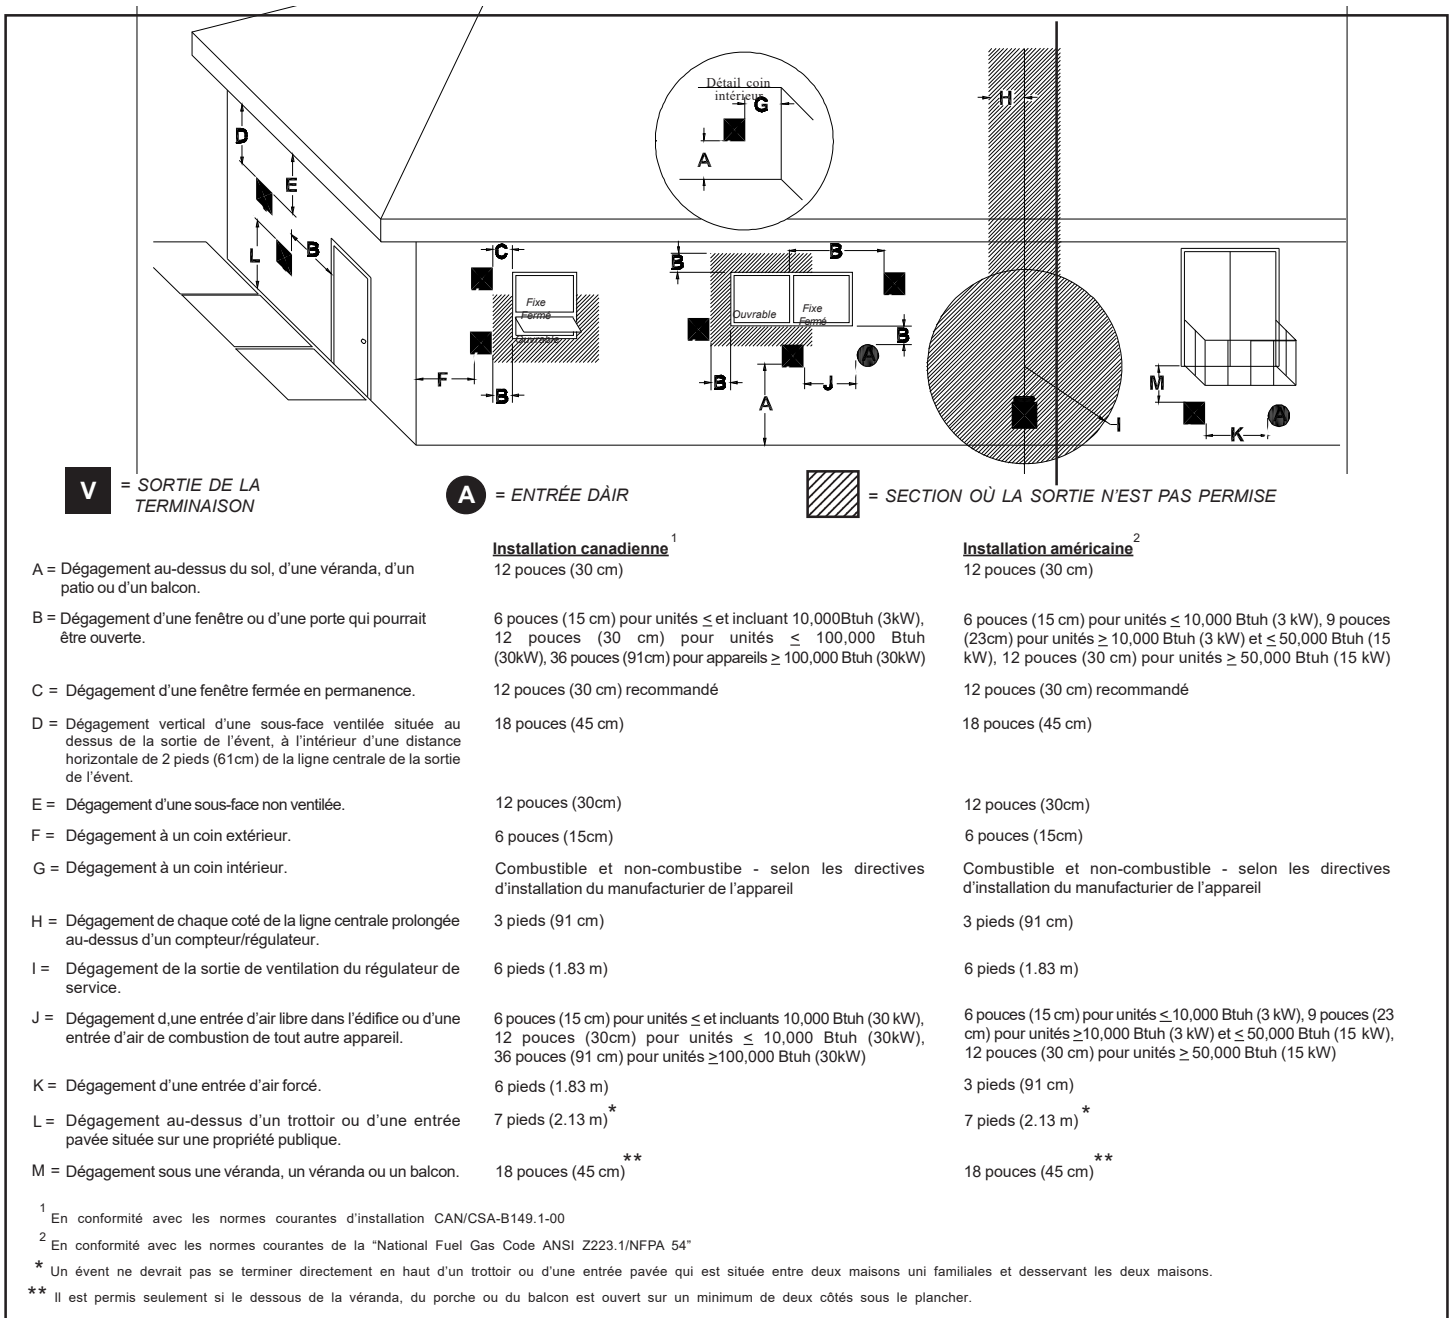 Détail coin
intérieur
G
A
H
D
E
L
B
C
Fixe
Fermé
Ouvrable
F
B
B
B
Ouvrable
Fixe
Fermé
B
A
B
J
A
I
M
A
K
V = SORTIE DE LA
TERMINAISON
A = ENTRÉE DÀIR
= SECTION OÙ LA SORTIE N'EST PAS PERMISE
Installation canadienne 1
Installation américaine 2
A = Dégagement au-dessus du sol, d'une véranda, d'un
patio ou d'un balcon.
12 pouces (30 cm)
12 pouces (30 cm)
B = Dégagement d'une fenêtre ou d'une porte qui pourrait
être ouverte.
6 pouces (15 cm) pour unités ≤ et incluant 10,000Btuh (3kW),
12 pouces (30 cm) pour unités ≤ 100,000 Btuh
(30kW), 36 pouces (91cm) pour appareils ≥ 100,000 Btuh (30kW)
6 pouces (15 cm) pour unités ≤ 10,000 Btuh (3 kW), 9 pouces
(23cm) pour unités ≥ 10,000 Btuh (3 kW) et ≤ 50,000 Btuh (15
kW), 12 pouces (30 cm) pour unités ≥ 50,000 Btuh (15 kW)
C = Dégagement d'une fenêtre fermée en permanence.
12 pouces (30 cm) recommandé
12 pouces (30 cm) recommandé
D = Dégagement vertical d'une sous-face ventilée située au
dessus de la sortie de l'évent, à l'intérieur d'une distance
horizontale de 2 pieds (61cm) de la ligne centrale de la sortie
de l'évent.
18 pouces (45 cm)
18 pouces (45 cm)
E = Dégagement d'une sous-face non ventilée.
12 pouces (30cm)
12 pouces (30cm)
F = Dégagement à un coin extérieur.
6 pouces (15cm)
6 pouces (15cm)
G = Dégagement à un coin intérieur.
Combustible et non-combustibe - selon les directives
d'installation du manufacturier de l'appareil
Combustible et non-combustible - selon les directives
d'installation du manufacturier de l'appareil
H = Dégagement de chaque coté de la ligne centrale prolongée
au-dessus d'un compteur/régulateur.
3 pieds (91 cm)
3 pieds (91 cm)
I = Dégagement de la sortie de ventilation du régulateur de
service.
6 pieds (1.83 m)
6 pieds (1.83 m)
J = Dégagement d,une entrée d'air libre dans l'édifice ou d'une
entrée d'air de combustion de tout autre appareil.
6 pouces (15 cm) pour unités ≤ et incluants 10,000 Btuh (30 kW),
12 pouces (30cm) pour unités ≤ 10,000 Btuh (30kW),
36 pouces (91 cm) pour unités ≥100,000 Btuh (30kW)
6 pouces (15 cm) pour unités ≤ 10,000 Btuh (3 kW), 9 pouces (23
cm) pour unités ≥10,000 Btuh (3 kW) et ≤ 50,000 Btuh (15 kW),
12 pouces (30 cm) pour unités ≥ 50,000 Btuh (15 kW)
K = Dégagement d'une entrée d'air forcé.
6 pieds (1.83 m)
3 pieds (91 cm)
L = Dégagement au-dessus d'un trottoir ou d'une entrée
pavée située sur une propriété publique.
7 pieds (2.13 m)*
7 pieds (2.13 m) *
M = Dégagement sous une véranda, un véranda ou un balcon.
18 pouces (45 cm)**
18 pouces (45 cm)**
1 En conformité avec les normes courantes d'installation CAN/CSA-B149.1-00
2 En conformité avec les normes courantes de la "National Fuel Gas Code ANSI Z223.1/NFPA 54"
* Un évent ne devrait pas se terminer directement en haut d'un trottoir ou d'une entrée pavée qui est située entre deux maisons uni familiales et desservant les deux maisons.
** Il est permis seulement si le dessous de la véranda, du porche ou du balcon est ouvert sur un minimum de deux côtés sous le plancher.